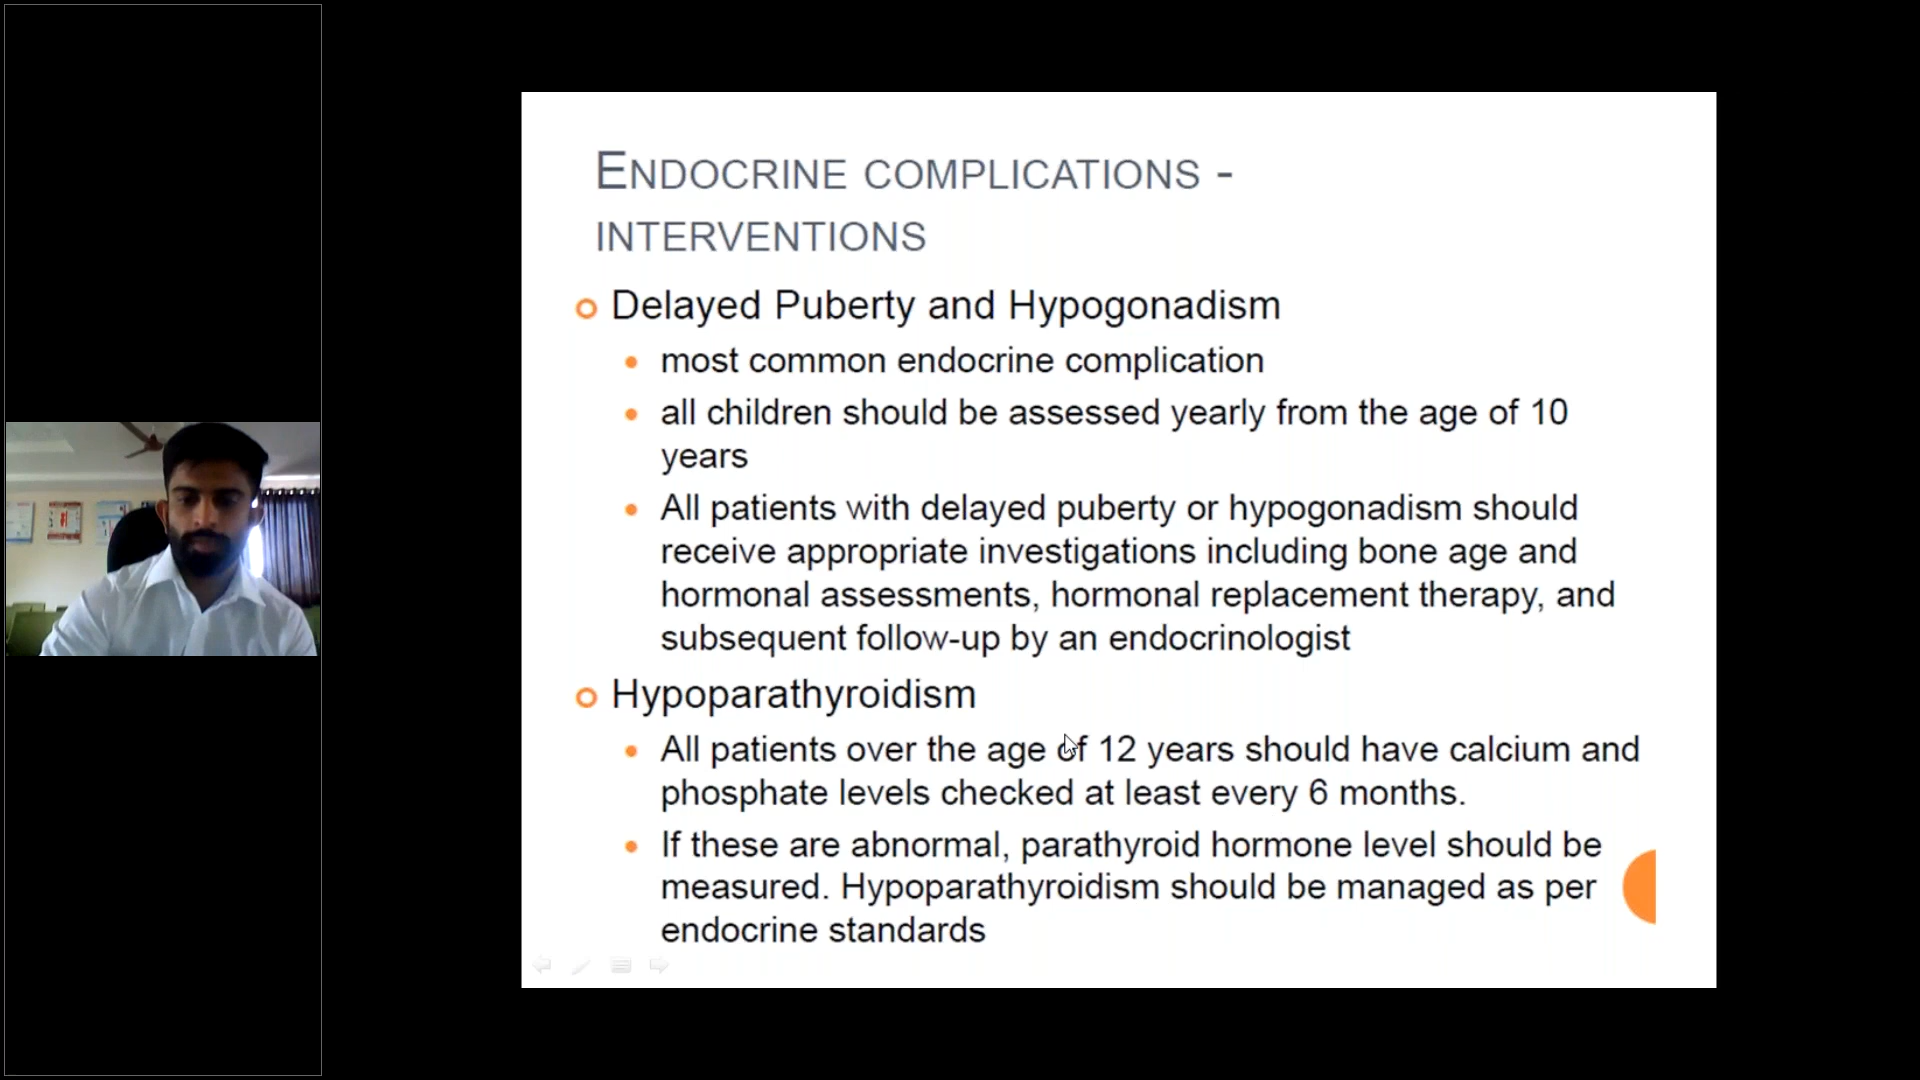 ENDOCRINE COMPLICATIONS -
INTERVENTIONS
Delayed Puberty and Hypogonadism
most common endocrine complication
all children should be assessed yearly from the age of 10
years
All patients with delayed puberty or hypogonadism should
receive appropriate investigations including bone age and
hormonal assessments, hormonal replacement therapy, and
subsequent follow-up by an endocrinologist
Hypoparathyroidism
All patients over the age of 12 years should have calcium and
phosphate levels checked at least every 6 months.
If these are abnormal, parathyroid hormone level should be
measured. Hypoparathyroidism should be managed as per
endocrine standards